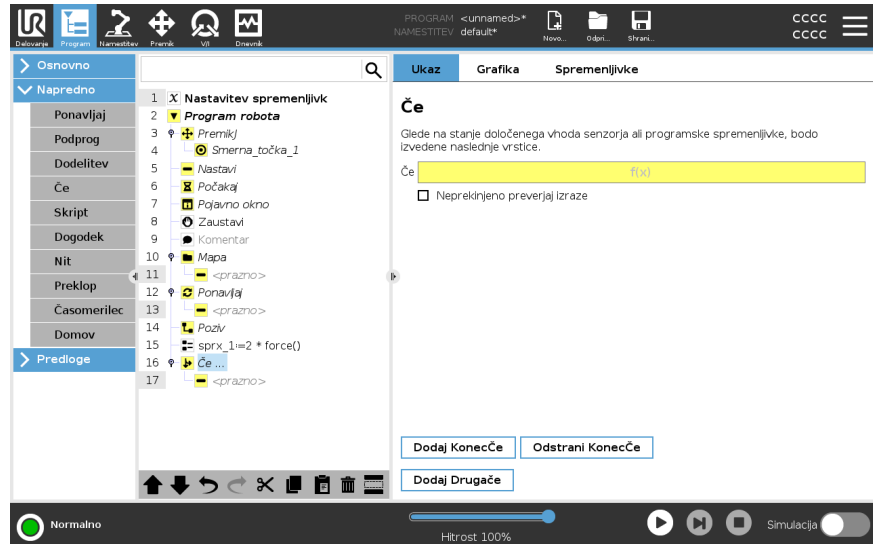 PROGRAM <unnamed>*
NAMESTITEV default*
Delovanje Program Namestitev Premik V/I Dnevnik Novo... Odpri... Shrani...
cccc
cccc
Osnovno
Napredno
Ponavljaj
Podprog
Dodelitev
Če
Skript
Dogodek
Nit
Preklop
Časomerilec
Domov
Predloge
1 X Nastavitev spremenljivk
2 Program robota
3 PremikJ
4 Smerna_točka_1
5 Nastavi
6 Počakaj
7 Pojavno okno
8 Zaustavi
9 Komentar
10 Mapa
11 <prazno>
12 Ponavljaj
13 <prazno>
14 Poziv
15 sprx_1:=2 * force()
16 Če ...
17 <prazno>
Ukaz Grafika Spremenljivke
Če
Glede na stanje določenega vhoda senzorja ali programske spremenljivke, bodo
izvedene naslednje vrstice.
Če f(x)
Neprekinjeno preverjaj izraze
Dodaj KonecČe Odstrani KonecČe
Dodaj Drugače
Normalno
Hitrost 100%
Simulacija